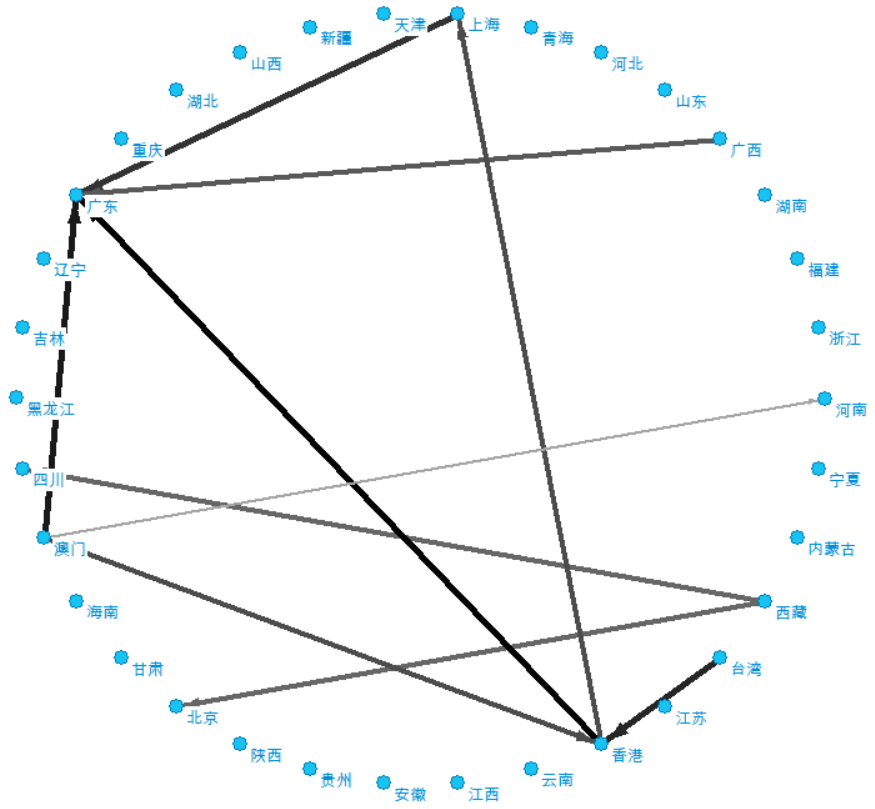 天津
上海
新疆
青海
山西
河北
湖北
山东
重庆
广西
广东
湖南
辽宁
福建
吉林
浙江
黑龙江
河南
四川
宁夏
澳门
内蒙古
海南
西藏
甘肃
台湾
北京
江苏
陕西
香港
贵州
云南
安徽
江西